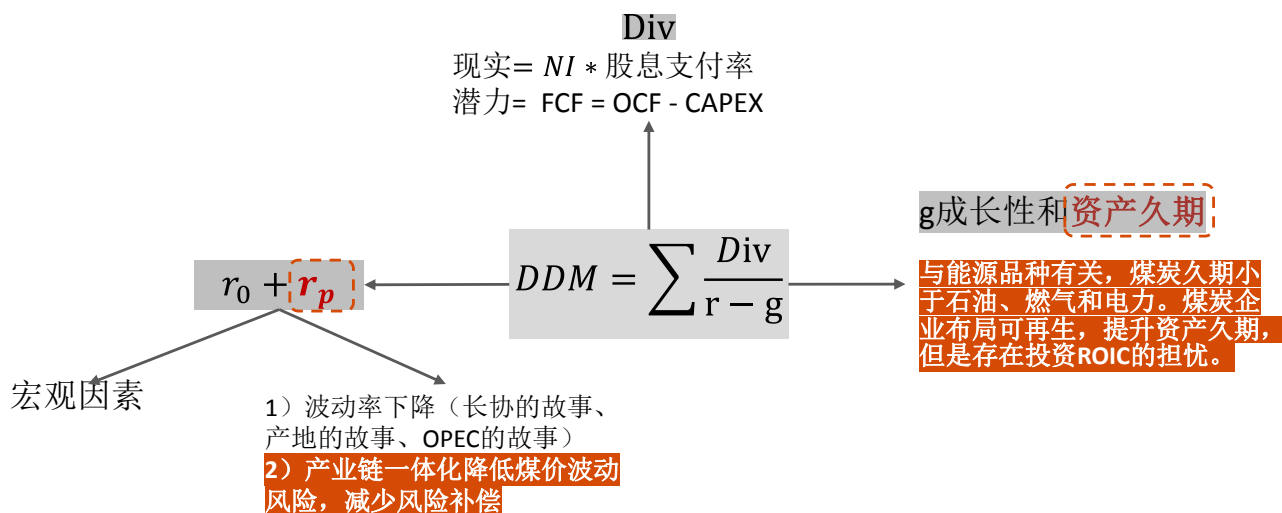 Div
现实= NI * 股息支付率
潜力= FCF = OCF - CAPEX
g成长性和资产久期
与能源品种有关，煤炭久期小
于石油、燃气和电力。煤炭企
业布局可再生，提升资产久期，
但是存在投资ROIC的担忧。
DDM = ∑ Div / (r − g)
r₀ + rₚ
宏观因素
1）波动率下降（长协的故事、
产地的故事、OPEC的故事）
2）产业链一体化降低煤价波动
风险，减少风险补偿